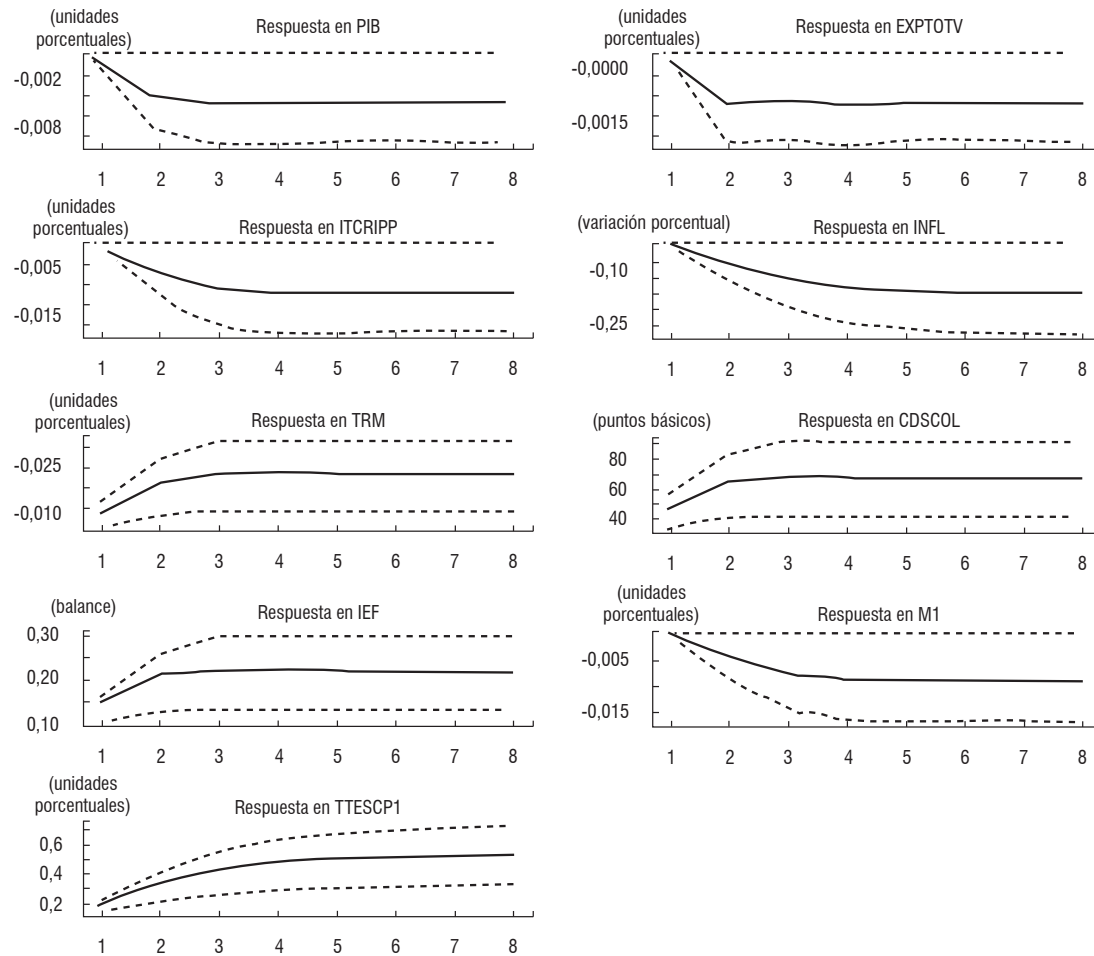 (unidades
porcentuales)
Respuesta en PIB
-0,002
-0,008
1 2 3 4 5 6 7 8
(unidades
porcentuales)
Respuesta en EXPTOTV
-0,0000
-0,0015
1 2 3 4 5 6 7 8
(unidades
porcentuales)
Respuesta en ITCRIPP
-0,005
-0,015
1 2 3 4 5 6 7 8
(variación porcentual)
Respuesta en INFL
-0,10
-0,25
1 2 3 4 5 6 7 8
(unidades
porcentuales)
Respuesta en TRM
-0,025
-0,010
1 2 3 4 5 6 7 8
(puntos básicos)
Respuesta en CDSCOL
80
60
40
1 2 3 4 5 6 7 8
(balance)
Respuesta en IEF
0,30
0,20
0,10
1 2 3 4 5 6 7 8
(unidades
porcentuales)
Respuesta en M1
-0,005
-0,015
1 2 3 4 5 6 7 8
(unidades
porcentuales)
Respuesta en TTESCP1
0,6
0,4
0,2
1 2 3 4 5 6 7 8